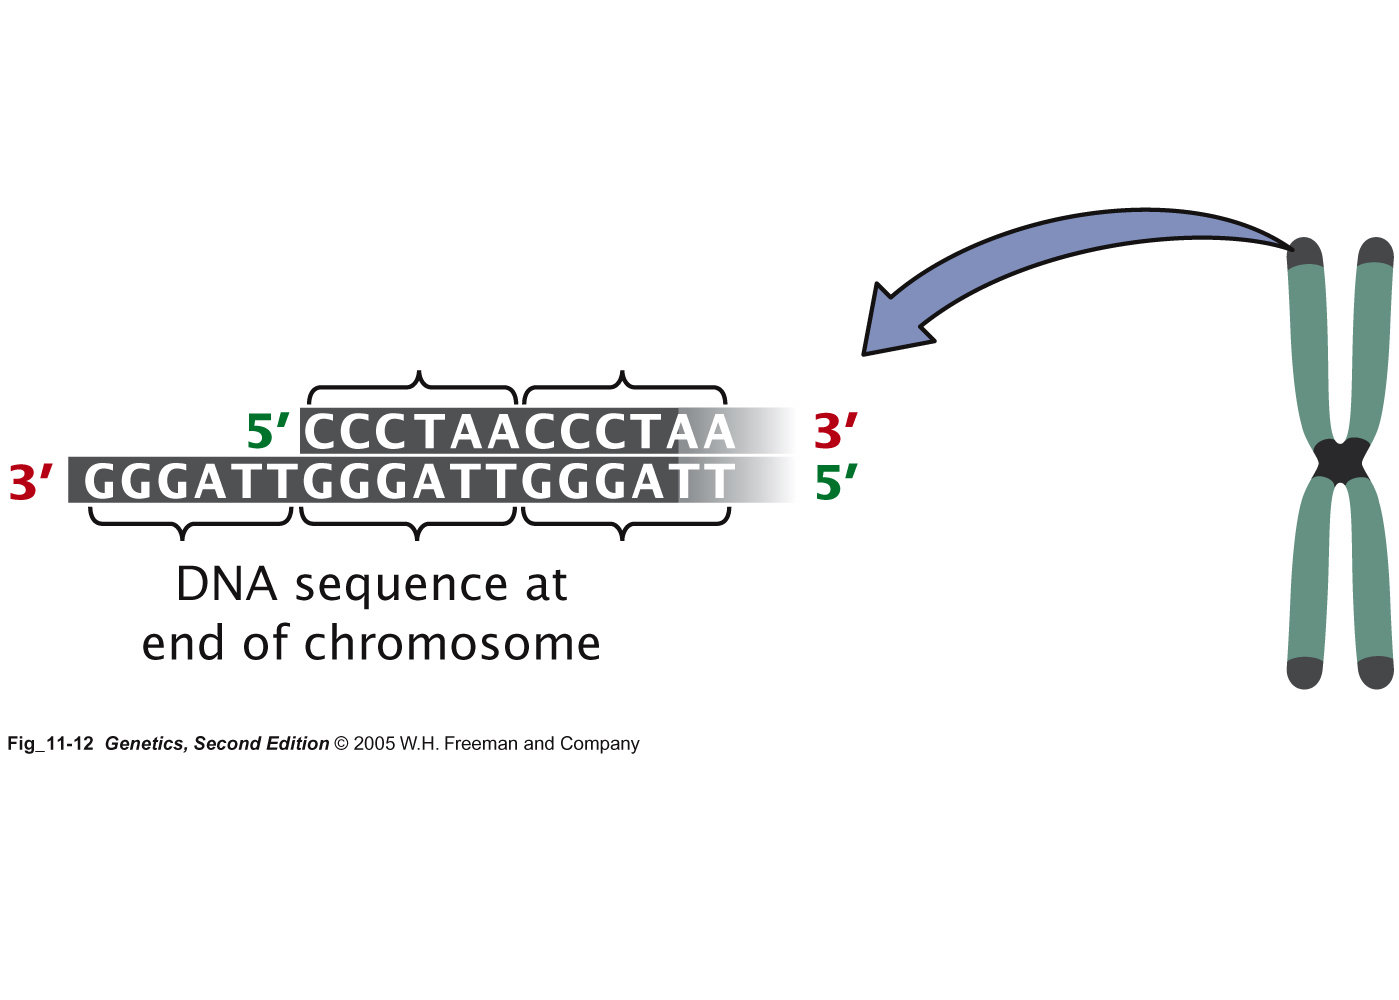 5′ CCCTAACCCTAA 3′
3′ GGGATTGGGATTGGGATT 5′
DNA sequence at
end of chromosome
Fig_11-12 Genetics, Second Edition © 2005 W.H. Freeman and Company